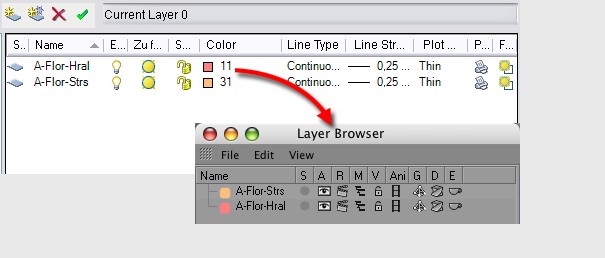 Current Layer 0
S.. Name E... Zu f... S... Color Line Type Line Str... Plot ... P... F...
A-Flor-Hral 11 Continuo... 0,25 ... Thin
A-Flor-Strs 31 Continuo... 0,25 ... Thin
Layer Browser
File Edit View
Name S A R M V Ani G D E
A-Flor-Strs
A-Flor-Hral